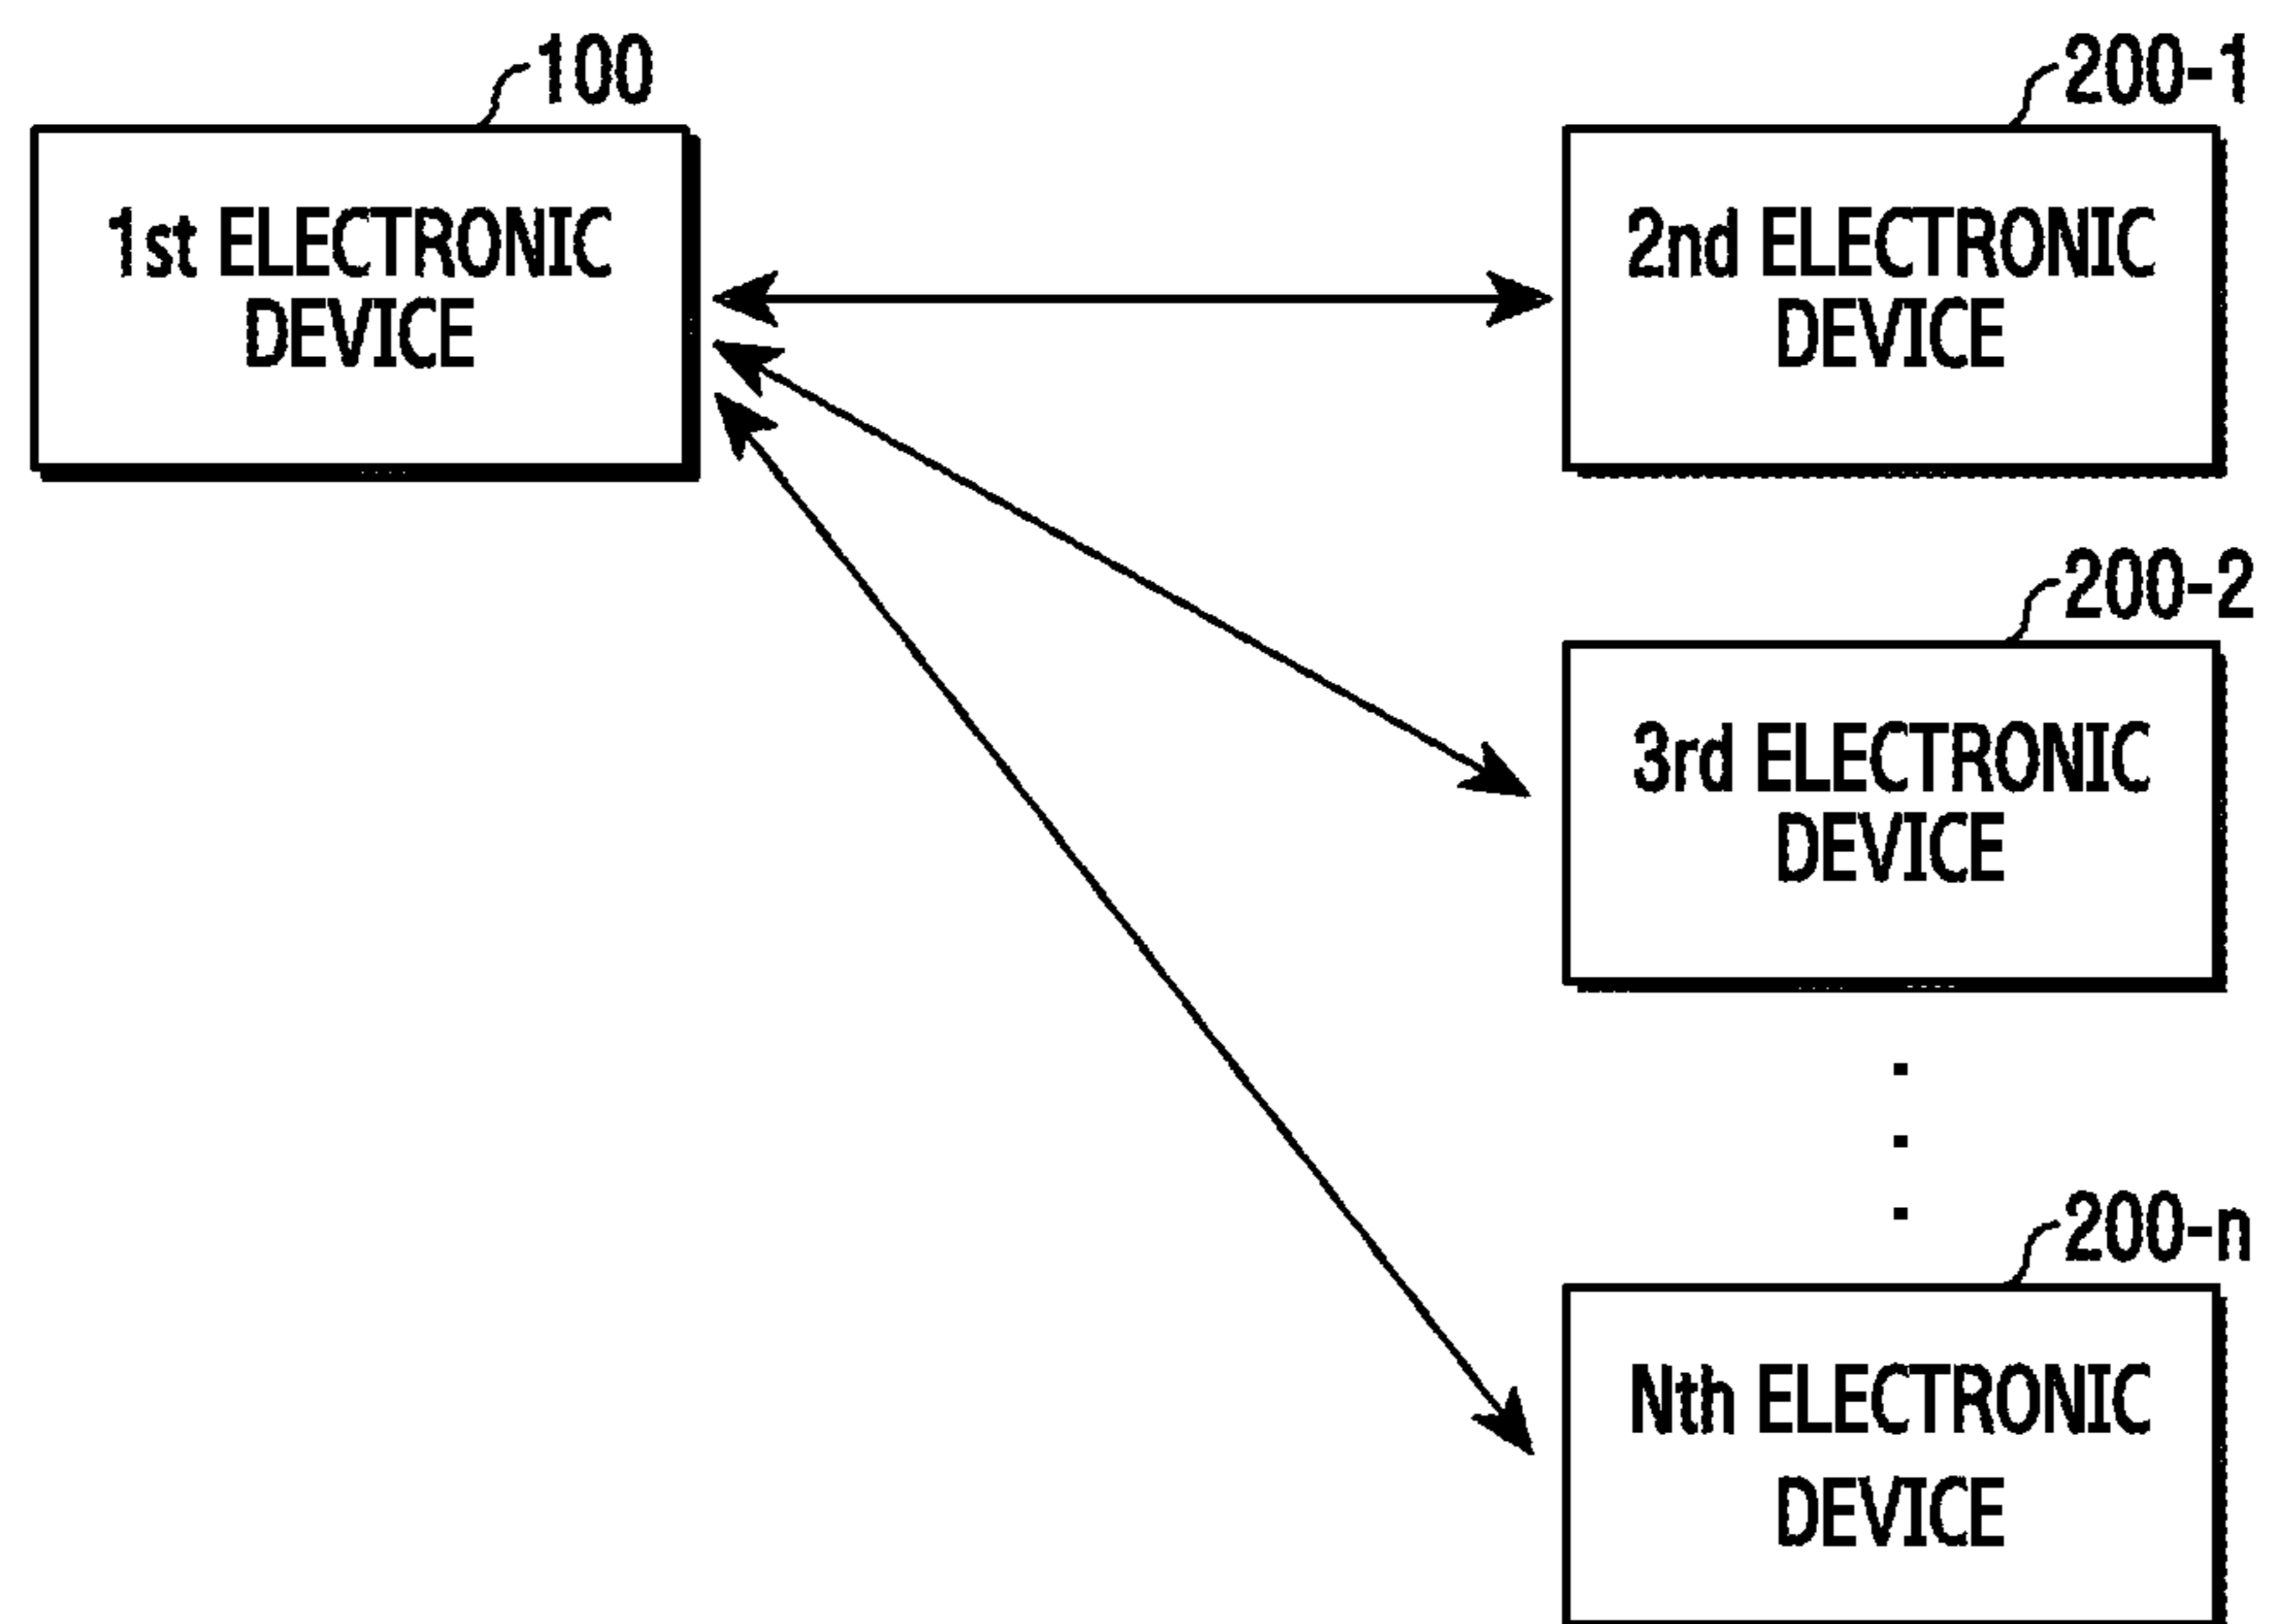 100
1st ELECTRONIC
DEVICE
200-1
2nd ELECTRONIC
DEVICE
200-2
3rd ELECTRONIC
DEVICE
200-n
Nth ELECTRONIC
DEVICE